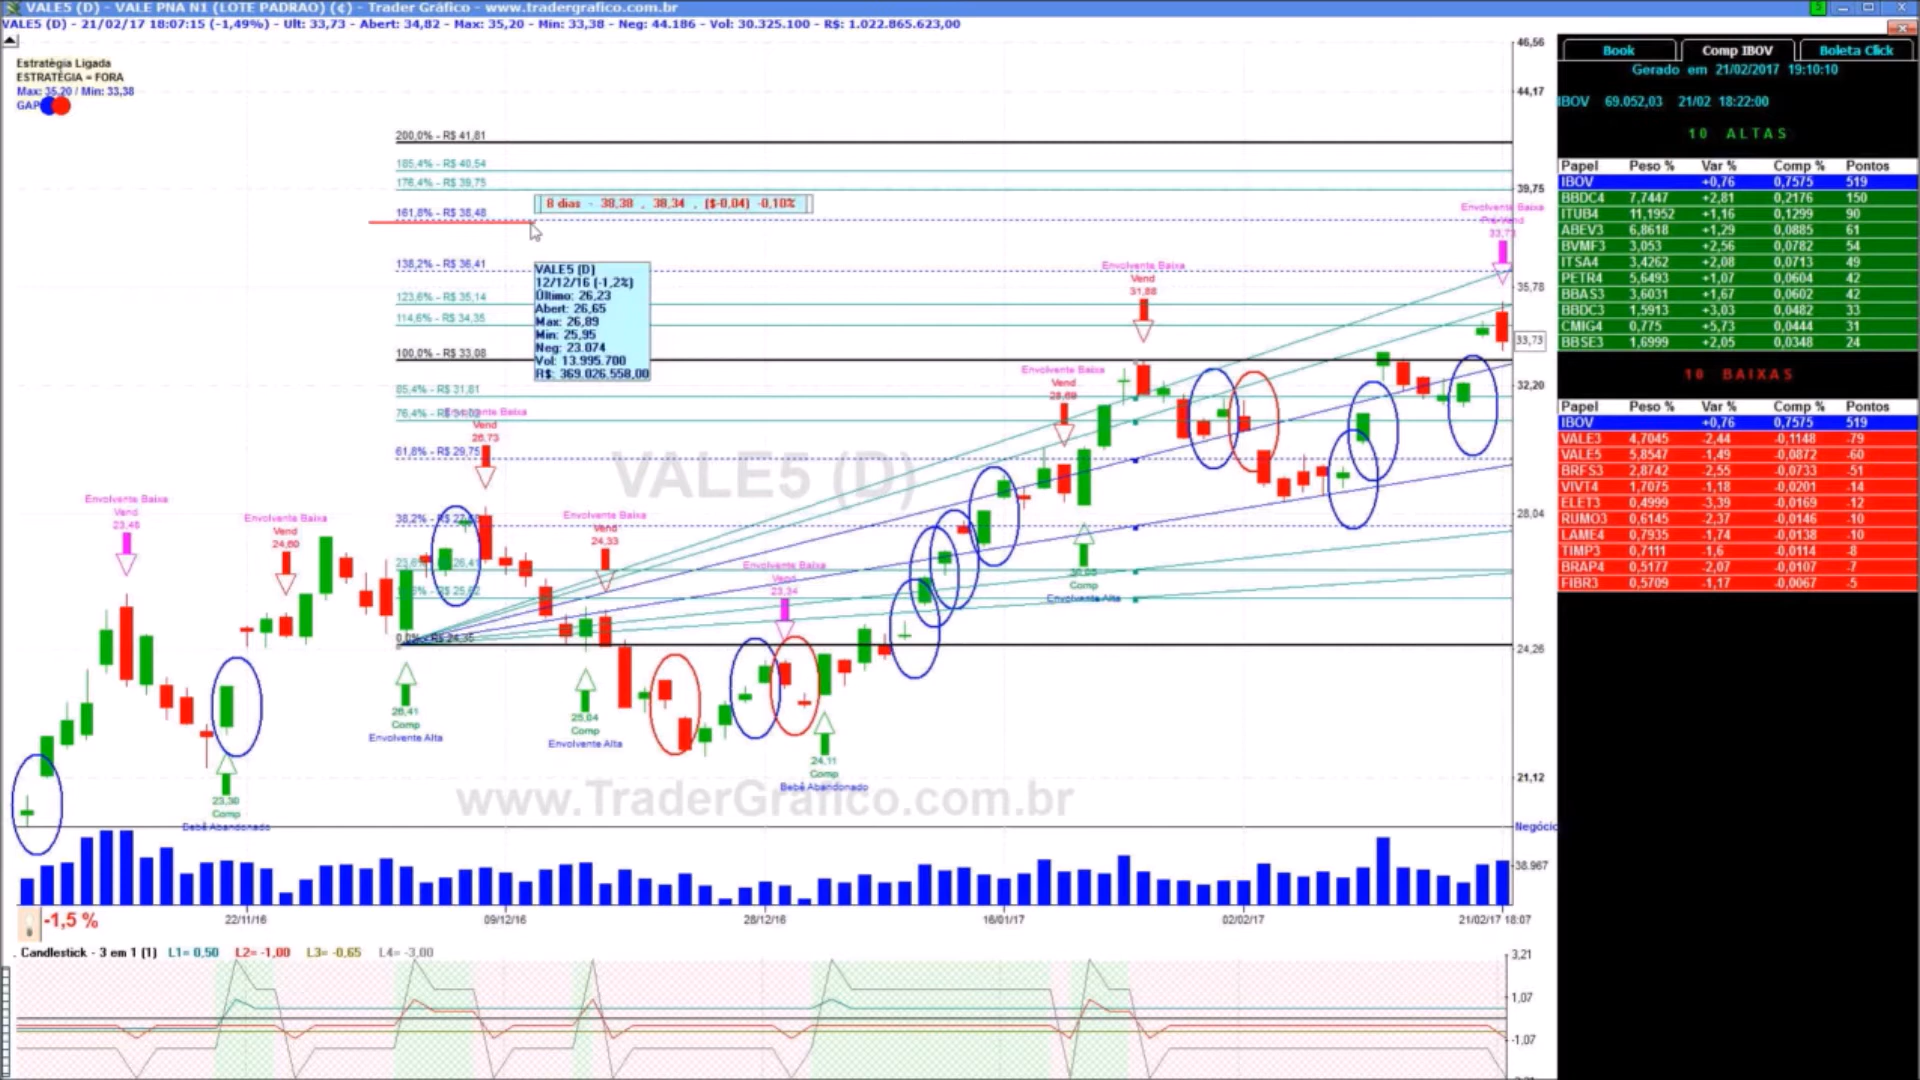 VALE5 (D) - VALE PNA N1 (LOTE PADRAO) (¢) - Trader Gráfico - www.tradergrafico.com.br
VALE5 (D) - 21/02/17 18:07:15 (-1,49%) - Ult: 33,73 - Abert: 34,82 - Max: 35,20 - Min: 33,38 - Neg: 44.186 - Vol: 30.325.100 - R$: 1.022.865.623,00
Estratégia Ligada
ESTRATÉGIA = FORA
Max: 35,20 / Min: 33,38
GAP
200,0% - R$ 41,81
185,4% - R$ 40,54
176,4% - R$ 39,75
161,8% - R$ 38,48
138,2% - R$ 36,41
123,6% - R$ 35,14
114,6% - R$ 34,35
100,0% - R$ 33,08
85,4% - R$ 31,81
76,4% - R$
61,8% - R$ 29,75
38,2% - R$
0,0% - R$ 24,35
8 dias - 38,38 , 38,34 , ($-0,04) -0,10%
VALE5 (D)
12/12/16 (-1,2%)
Último: 26,23
Abert: 26,65
Max: 26,89
Min: 25,95
Neg: 23.074
Vol: 13.995.700
R$: 369.026.558,00
Envolvente Baixa
Vend
23,45
Envolvente Baixa
Vend
24,60
Envolvente Baixa
Vend
26,73
Envolvente Baixa
Vend
24,33
Envolvente Baixa
Vend
23,34
Envolvente Baixa
Vend
28,69
Envolvente Baixa
Vend
31,88
Envolvente Baixa
23,30
Comp
Bebê Abandonado
26,41
Comp
Envolvente Alta
25,04
Comp
Envolvente Alta
24,11
Comp
Bebê Abandonado
Comp
Envolvente Alta
VALE5 (D)
www.TraderGrafico.com.br
46,56
44,17
39,75
35,78
33,73
32,20
28,04
24,26
21,12
Negócio
38.967
-1,5 %
22/11/16
09/12/16
28/12/16
16/01/17
02/02/17
21/02/17 18:07
Candlestick - 3 em 1 (1) L1= 0,50 L2= -1,00 L3= -0,65 L4= -3,00
3,21
1,07
-1,07
Book Comp IBOV Boleta Click
Gerado em 21/02/2017 19:10:10
IBOV 69.052,03 21/02 18:22:00
10 ALTAS
Papel Peso % Var % Comp % Pontos
IBOV +0,76 0,7575 519
BBDC4 7,7447 +2,81 0,2176 150
ITUB4 11,1952 +1,16 0,1299 90
ABEV3 6,8618 +1,29 0,0885 61
BVMF3 3,053 +2,56 0,0782 54
ITSA4 3,4262 +2,08 0,0713 49
PETR4 5,6493 +1,07 0,0604 42
BBAS3 3,6031 +1,67 0,0602 42
BBDC3 1,5913 +3,03 0,0482 33
CMIG4 0,775 +5,73 0,0444 31
BBSE3 1,6999 +2,05 0,0348 24
10 BAIXAS
Papel Peso % Var % Comp % Pontos
IBOV +0,76 0,7575 519
VALE3 4,7045 -2,44 -0,1148 -79
VALE5 5,8547 -1,49 -0,0872 -60
BRFS3 2,8742 -2,55 -0,0733 -51
VIVT4 1,7075 -1,18 -0,0201 -14
ELET3 0,4999 -3,39 -0,0169 -12
RUMO3 0,6145 -2,37 -0,0146 -10
LAME4 0,7935 -1,74 -0,0138 -10
TIMP3 0,7111 -1,6 -0,0114 -8
BRAP4 0,5177 -2,07 -0,0107 -7
FIBR3 0,5709 -1,17 -0,0067 -5